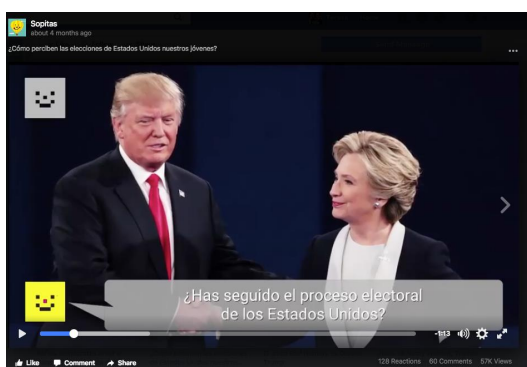 Sopitas
about 4 months ago
¿Cómo perciben las elecciones de Estados Unidos nuestros jóvenes?
¿Has seguido el proceso electoral
de los Estados Unidos?
-1:13
Like Comment Share 128 Reactions 60 Comments 57K Views